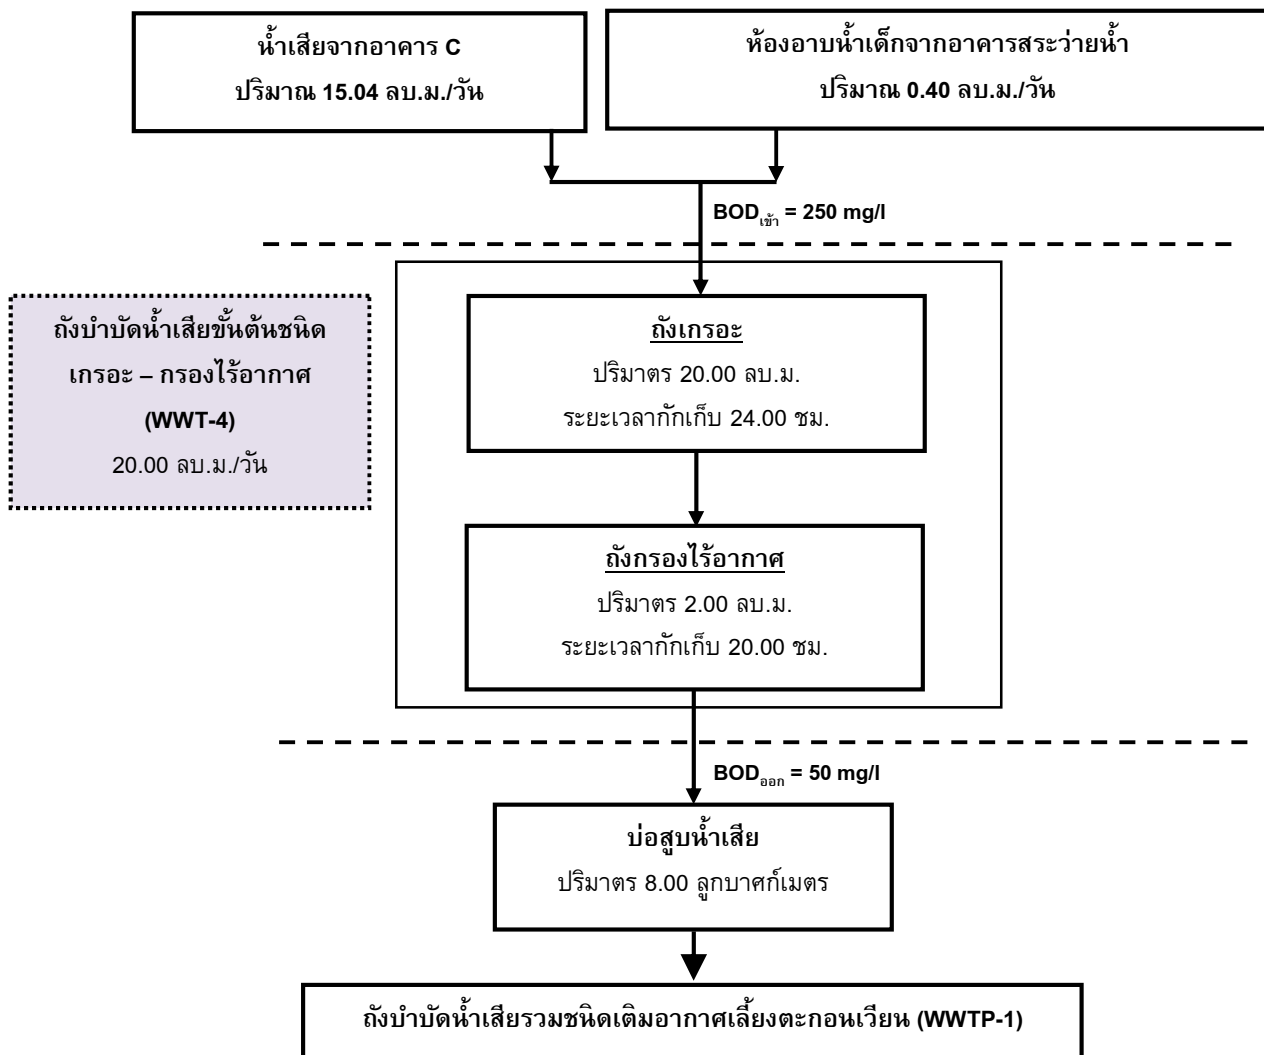 น้ำเสียจากอาคาร C
ปริมาณ 15.04 ลบ.ม./วัน
ห้องอาบน้ำเด็กจากอาคารสระว่ายน้ำ
ปริมาณ 0.40 ลบ.ม./วัน
BODเข้า = 250 mg/l
ถังบำบัดน้ำเสียขั้นต้นชนิด
เกรอะ – กรองไร้อากาศ
(WWT-4)
20.00 ลบ.ม./วัน
ถังเกรอะ
ปริมาตร 20.00 ลบ.ม.
ระยะเวลากักเก็บ 24.00 ชม.
ถังกรองไร้อากาศ
ปริมาตร 2.00 ลบ.ม.
ระยะเวลากักเก็บ 20.00 ชม.
BODออก = 50 mg/l
บ่อสูบน้ำเสีย
ปริมาตร 8.00 ลูกบาศก์เมตร
ถังบำบัดน้ำเสียรวมชนิดเติมอากาศเลี้ยงตะกอนเวียน (WWTP-1)